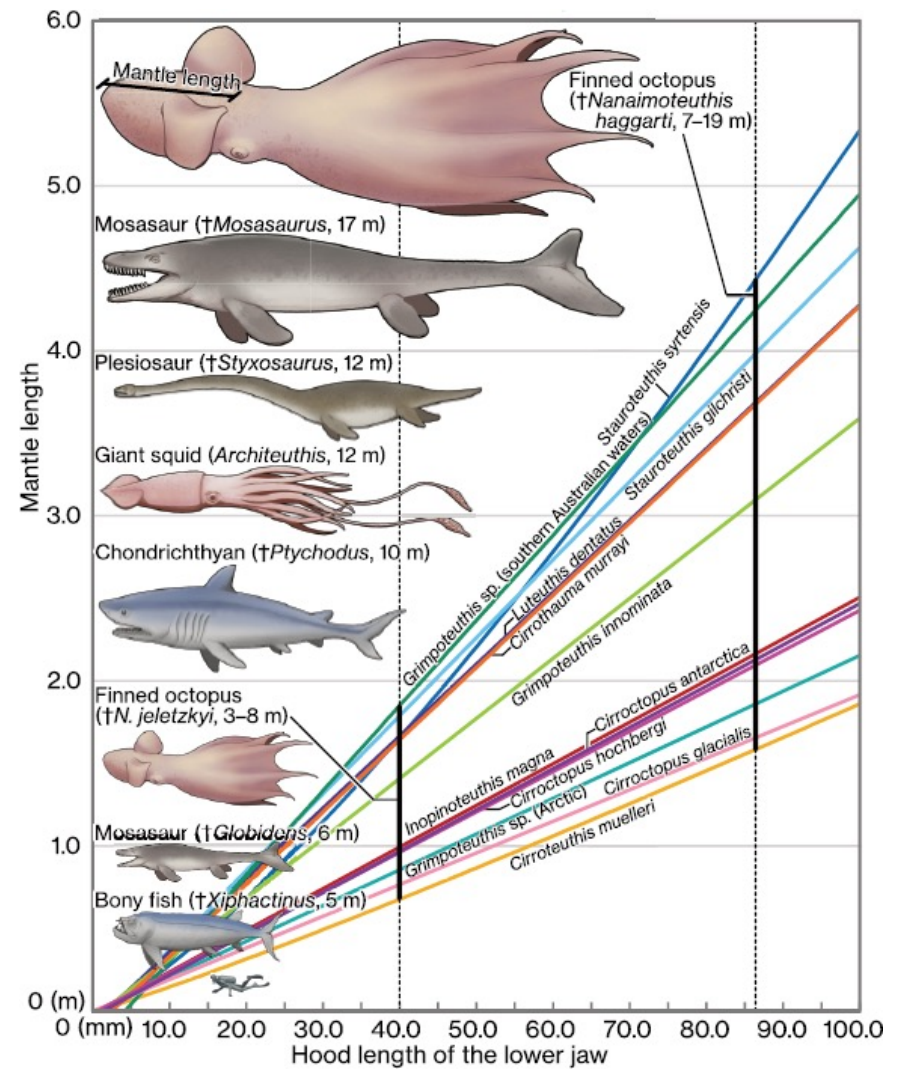 6.0
Mantle length
Finned octopus
(†Nanaimoteuthis
haggarti, 7–19 m)
5.0
Mosasaur (†Mosasaurus, 17 m)
4.0
Plesiosaur (†Styxosaurus, 12 m)
Giant squid (Architeuthis, 12 m)
3.0
Chondrichthyan (†Ptychodus, 10 m)
2.0
Finned octopus
(†N. jeletzkyi, 3–8 m)
Mosasaur (†Globidens, 6 m)
1.0
Bony fish (†Xiphactinus, 5 m)
0 (m)
Mantle length
Stauroteuthis syrtensis
Grimpoteuthis sp. (southern Australian waters)
Stauroteuthis gilchristi
Luteuthis dentatus
Cirrothauma murrayi
Grimpoteuthis innominata
Cirroctopus antarctica
Inopinoteuthis magna
Cirroctopus hochbergi
Cirroctopus glacialis
Grimpoteuthis sp. (Arctic)
Cirroteuthis muelleri
0 (mm) 10.0 20.0 30.0 40.0 50.0 60.0 70.0 80.0 90.0 100.0
Hood length of the lower jaw